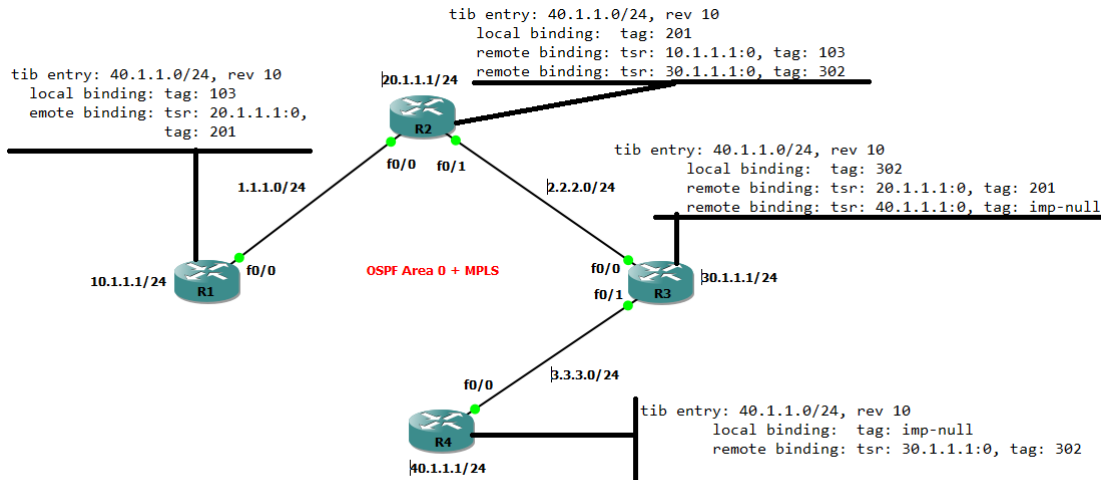 tib entry: 40.1.1.0/24, rev 10
local binding:  tag: 201
remote binding: tsr: 10.1.1.1:0, tag: 103
remote binding: tsr: 30.1.1.1:0, tag: 302
tib entry: 40.1.1.0/24, rev 10
local binding: tag: 103
emote binding: tsr: 20.1.1.1:0,
tag: 201
20.1.1.1/24
R2
f0/0
f0/1
tib entry: 40.1.1.0/24, rev 10
local binding:  tag: 302
remote binding: tsr: 20.1.1.1:0, tag: 201
remote binding: tsr: 40.1.1.1:0, tag: imp-null
1.1.1.0/24
2.2.2.0/24
10.1.1.1/24
R1
f0/0
OSPF Area 0 + MPLS
f0/0
f0/1
R3
30.1.1.1/24
3.3.3.0/24
f0/0
R4
40.1.1.1/24
tib entry: 40.1.1.0/24, rev 10
local binding:  tag: imp-null
remote binding: tsr: 30.1.1.1:0, tag: 302